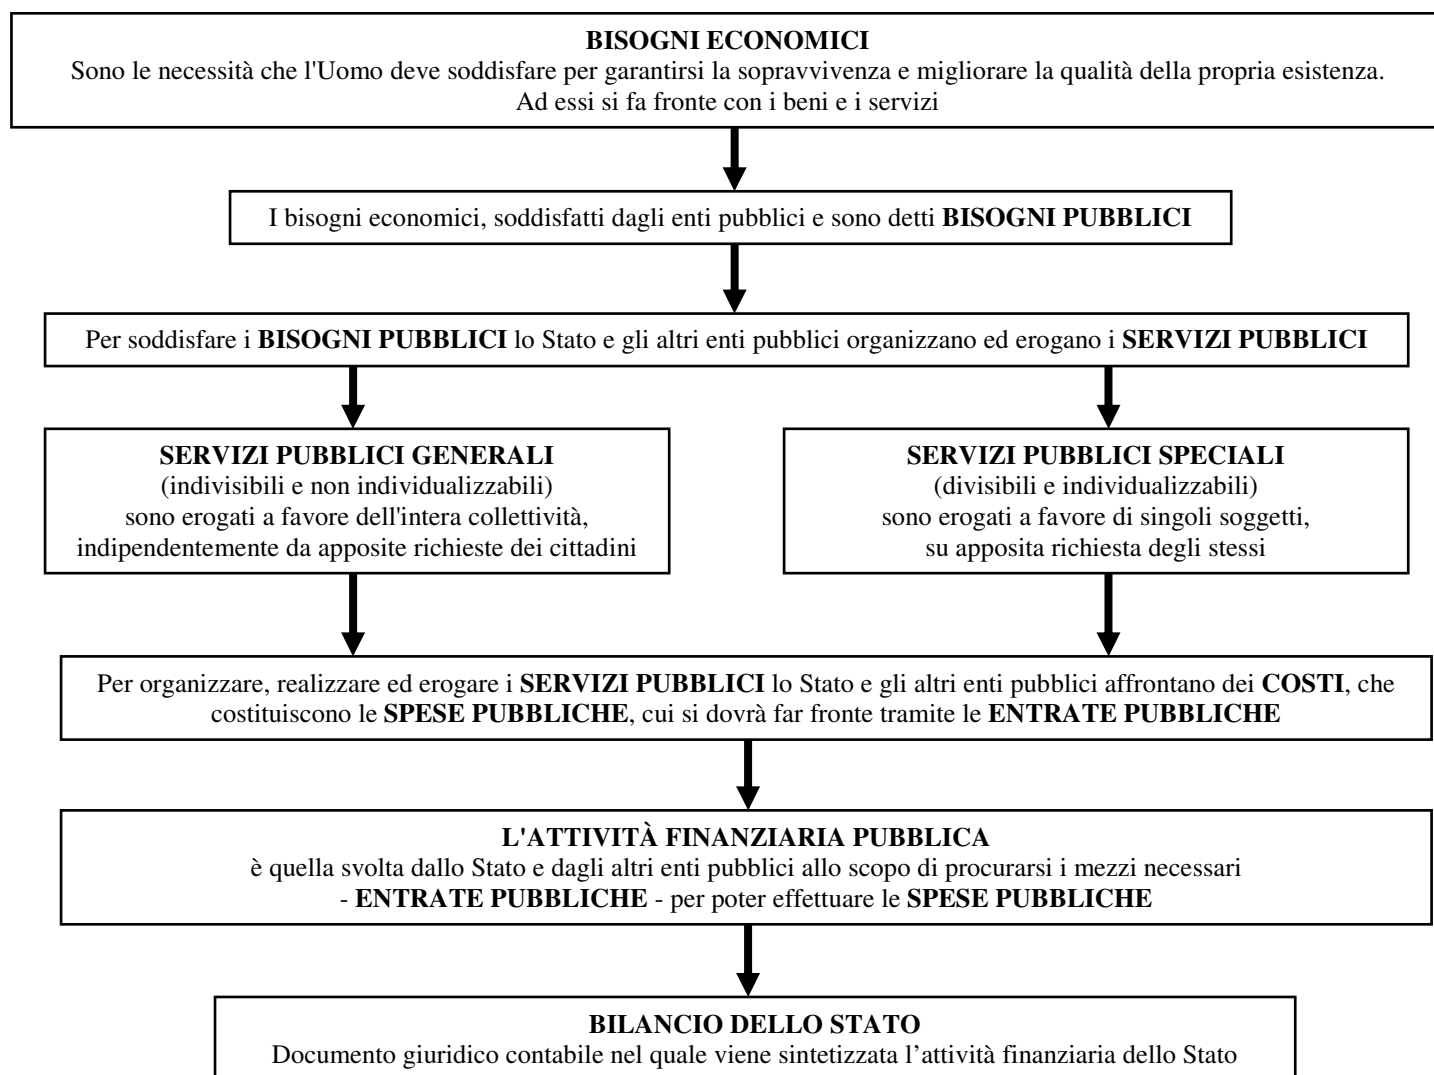 BISOGNI ECONOMICI
Sono le necessità che l'Uomo deve soddisfare per garantirsi la sopravvivenza e migliorare la qualità della propria esistenza.
Ad essi si fa fronte con i beni e i servizi
I bisogni economici, soddisfatti dagli enti pubblici e sono detti BISOGNI PUBBLICI
Per soddisfare i BISOGNI PUBBLICI lo Stato e gli altri enti pubblici organizzano ed erogano i SERVIZI PUBBLICI
SERVIZI PUBBLICI GENERALI
(indivisibili e non individualizzabili)
sono erogati a favore dell'intera collettività,
indipendentemente da apposite richieste dei cittadini
SERVIZI PUBBLICI SPECIALI
(divisibili e individualizzabili)
sono erogati a favore di singoli soggetti,
su apposita richiesta degli stessi
Per organizzare, realizzare ed erogare i SERVIZI PUBBLICI lo Stato e gli altri enti pubblici affrontano dei COSTI, che
costituiscono le SPESE PUBBLICHE, cui si dovrà far fronte tramite le ENTRATE PUBBLICHE
L'ATTIVITÀ FINANZIARIA PUBBLICA
è quella svolta dallo Stato e dagli altri enti pubblici allo scopo di procurarsi i mezzi necessari
- ENTRATE PUBBLICHE - per poter effettuare le SPESE PUBBLICHE
BILANCIO DELLO STATO
Documento giuridico contabile nel quale viene sintetizzata l’attività finanziaria dello Stato